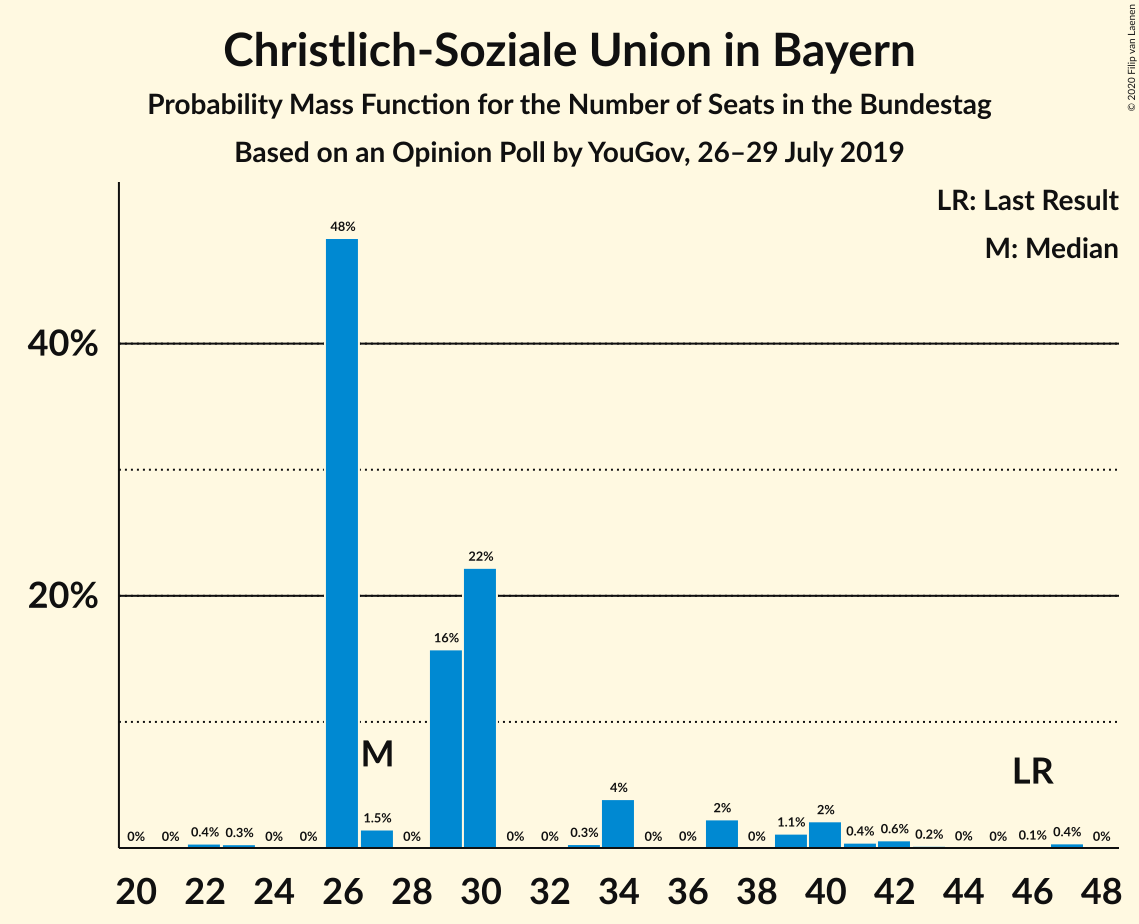 Christlich-Soziale Union in Bayern
Probability Mass Function for the Number of Seats in the Bundestag
Based on an Opinion Poll by YouGov, 26–29 July 2019
© 2020 Filip van Laenen
LR: Last Result
M: Median
40%
20%
0% 0% 0.4% 0.3% 0% 0% 48% 1.5% 0% 16% 22% 0% 0% 0.3% 4% 0% 0% 2% 0% 1.1% 2% 0.4% 0.6% 0.2% 0% 0% 0.1% 0.4% 0%
M
LR
20 22 24 26 28 30 32 34 36 38 40 42 44 46 48